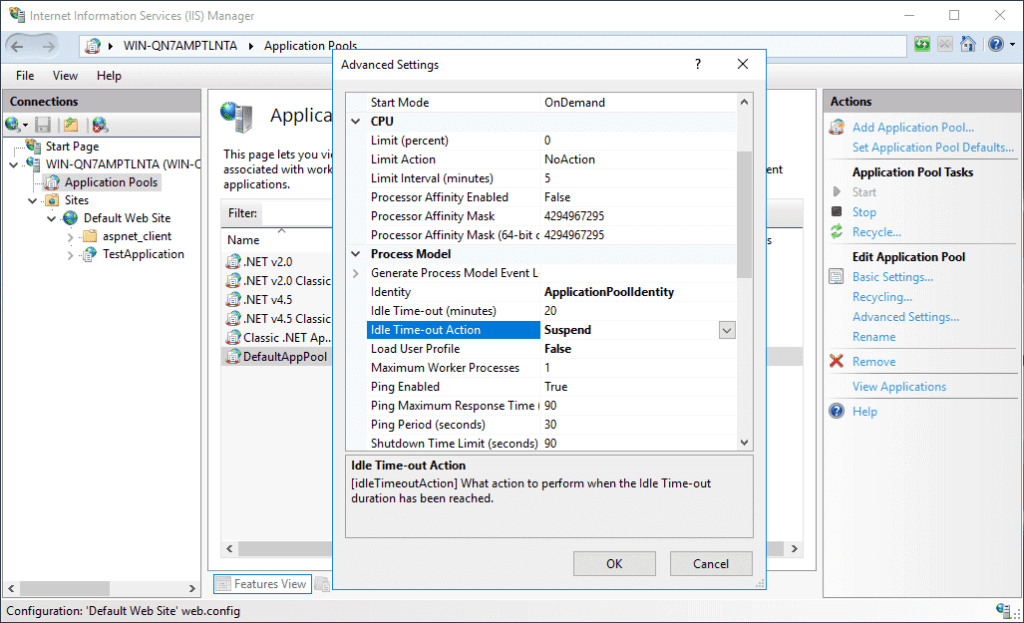 Internet Information Services (IIS) Manager
WIN-QN7AMPTLNTA
Application Pools
File View Help
Connections
Start Page
WIN-QN7AMPTLNTA (WIN-Q
Application Pools
Sites
Default Web Site
aspnet_client
TestApplication
Applica
This page lets you vi
associated with work
applications.
ent
Filter:
Name
s
.NET v2.0
.NET v2.0 Classic
.NET v4.5
.NET v4.5 Classic
Classic .NET Ap...
DefaultAppPool
Features View
Advanced Settings
?
Start Mode OnDemand
CPU
Limit (percent) 0
Limit Action NoAction
Limit Interval (minutes) 5
Processor Affinity Enabled False
Processor Affinity Mask 4294967295
Processor Affinity Mask (64-bit o 4294967295
Process Model
Generate Process Model Event L
Identity ApplicationPoolIdentity
Idle Time-out (minutes) 20
Idle Time-out Action Suspend
Load User Profile False
Maximum Worker Processes 1
Ping Enabled True
Ping Maximum Response Time ( 90
Ping Period (seconds) 30
Shutdown Time Limit (seconds) 90
Idle Time-out Action
[idleTimeoutAction] What action to perform when the Idle Time-out
duration has been reached.
OK Cancel
Actions
Add Application Pool...
Set Application Pool Defaults...
Application Pool Tasks
Start
Stop
Recycle...
Edit Application Pool
Basic Settings...
Recycling...
Advanced Settings...
Rename
Remove
View Applications
Help
Configuration: 'Default Web Site' web.config